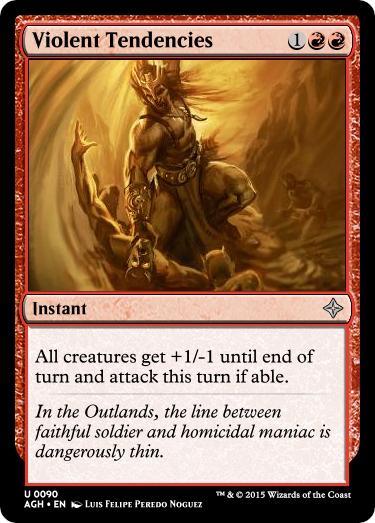 Violent Tendencies 1
Instant
All creatures get +1/-1 until end of
turn and attack this turn if able.
In the Outlands, the line between
faithful soldier and homicidal maniac is
dangerously thin.
U 0090
AGH • EN Luis Felipe Peredo Noguez
™ & © 2015 Wizards of the Coast